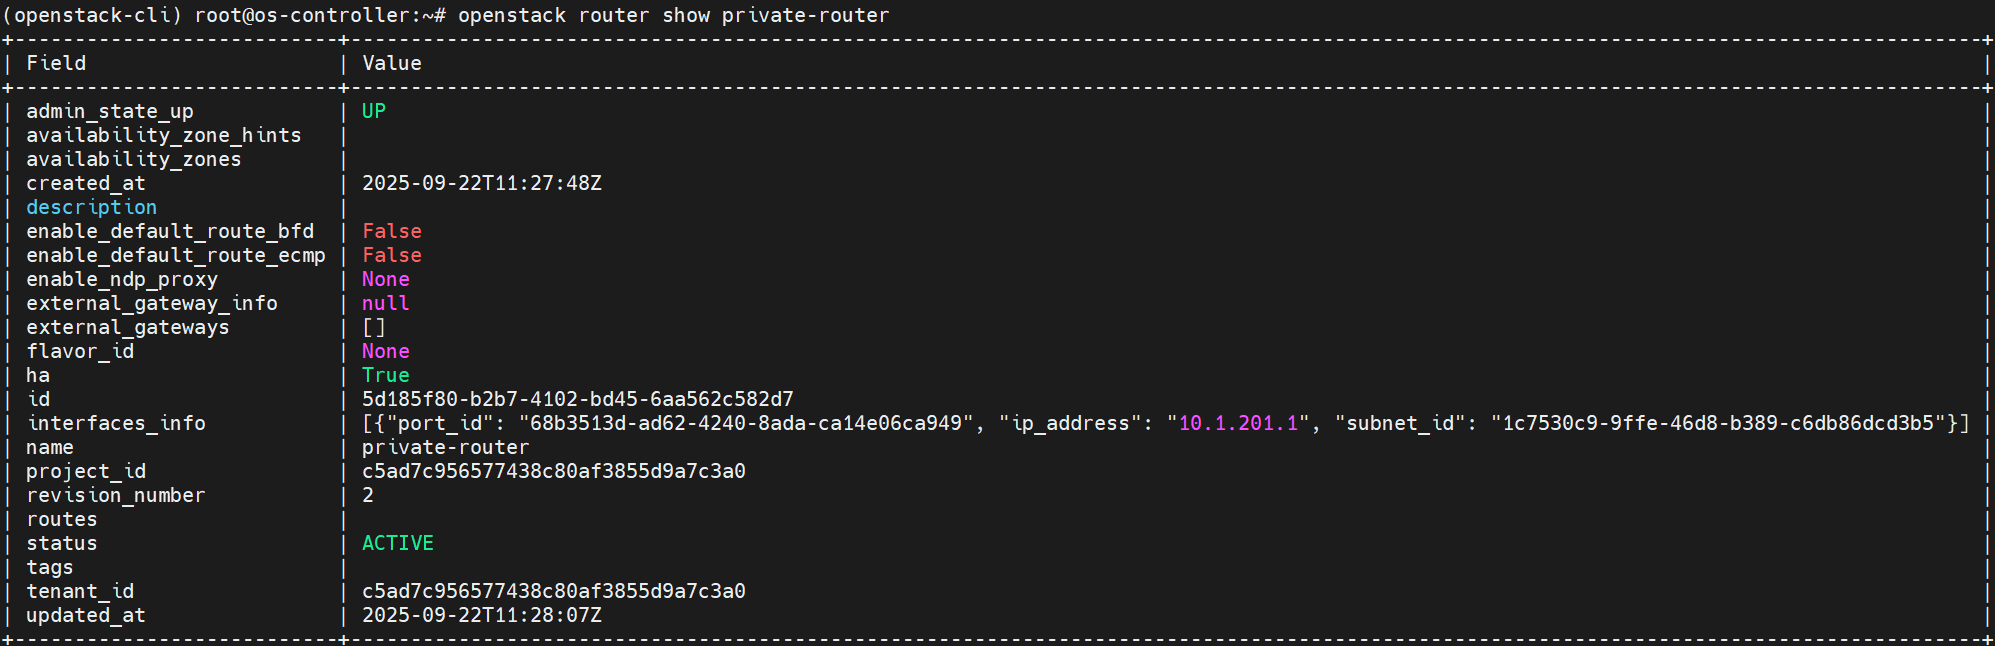 (openstack-cli) root@os-controller:~# openstack router show private-router
+---------------------------+----------------------------------------------------------------------------------------------------------------------------------------+
| Field                     | Value                                                                                                                                  |
+---------------------------+----------------------------------------------------------------------------------------------------------------------------------------+
| admin_state_up            | UP                                                                                                                                     |
| availability_zone_hints   |                                                                                                                                        |
| availability_zones        |                                                                                                                                        |
| created_at                | 2025-09-22T11:27:48Z                                                                                                                   |
| description               |                                                                                                                                        |
| enable_default_route_bfd  | False                                                                                                                                  |
| enable_default_route_ecmp | False                                                                                                                                  |
| enable_ndp_proxy          | None                                                                                                                                   |
| external_gateway_info     | null                                                                                                                                   |
| external_gateways         | []                                                                                                                                     |
| flavor_id                 | None                                                                                                                                   |
| ha                        | True                                                                                                                                   |
| id                        | 5d185f80-b2b7-4102-bd45-6aa562c582d7                                                                                                   |
| interfaces_info           | [{"port_id": "68b3513d-ad62-4240-8ada-ca14e06ca949", "ip_address": "10.1.201.1", "subnet_id": "1c7530c9-9ffe-46d8-b389-c6db86dcd3b5"}] |
| name                      | private-router                                                                                                                         |
| project_id                | c5ad7c956577438c80af3855d9a7c3a0                                                                                                       |
| revision_number           | 2                                                                                                                                      |
| routes                    |                                                                                                                                        |
| status                    | ACTIVE                                                                                                                                 |
| tags                      |                                                                                                                                        |
| tenant_id                 | c5ad7c956577438c80af3855d9a7c3a0                                                                                                       |
| updated_at                | 2025-09-22T11:28:07Z                                                                                                                   |
+---------------------------+----------------------------------------------------------------------------------------------------------------------------------------+